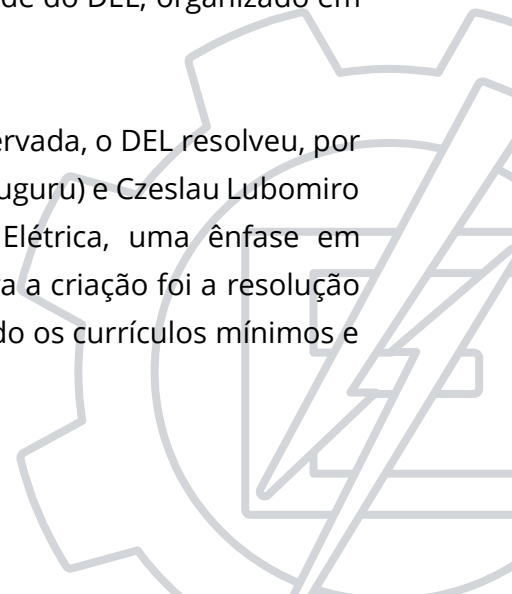 de do DEL, organizado em
ervada, o DEL resolveu, por
uguru) e Czeslau Lubomiro
Elétrica, uma ênfase em
a a criação foi a resolução
do os currículos mínimos e